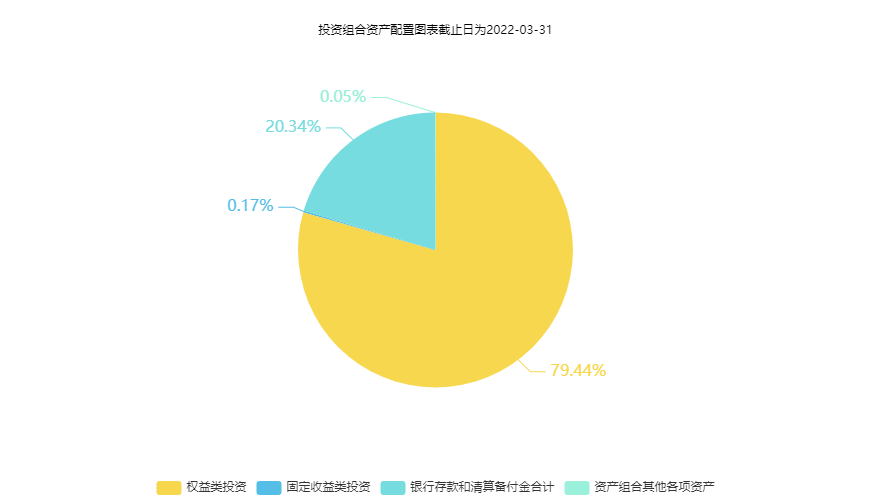 投资组合资产配置图表截止日为2022-03-31
0.05%
20.34%
0.17%
79.44%
权益类投资 固定收益类投资 银行存款和清算备付金合计 资产组合其他各项资产